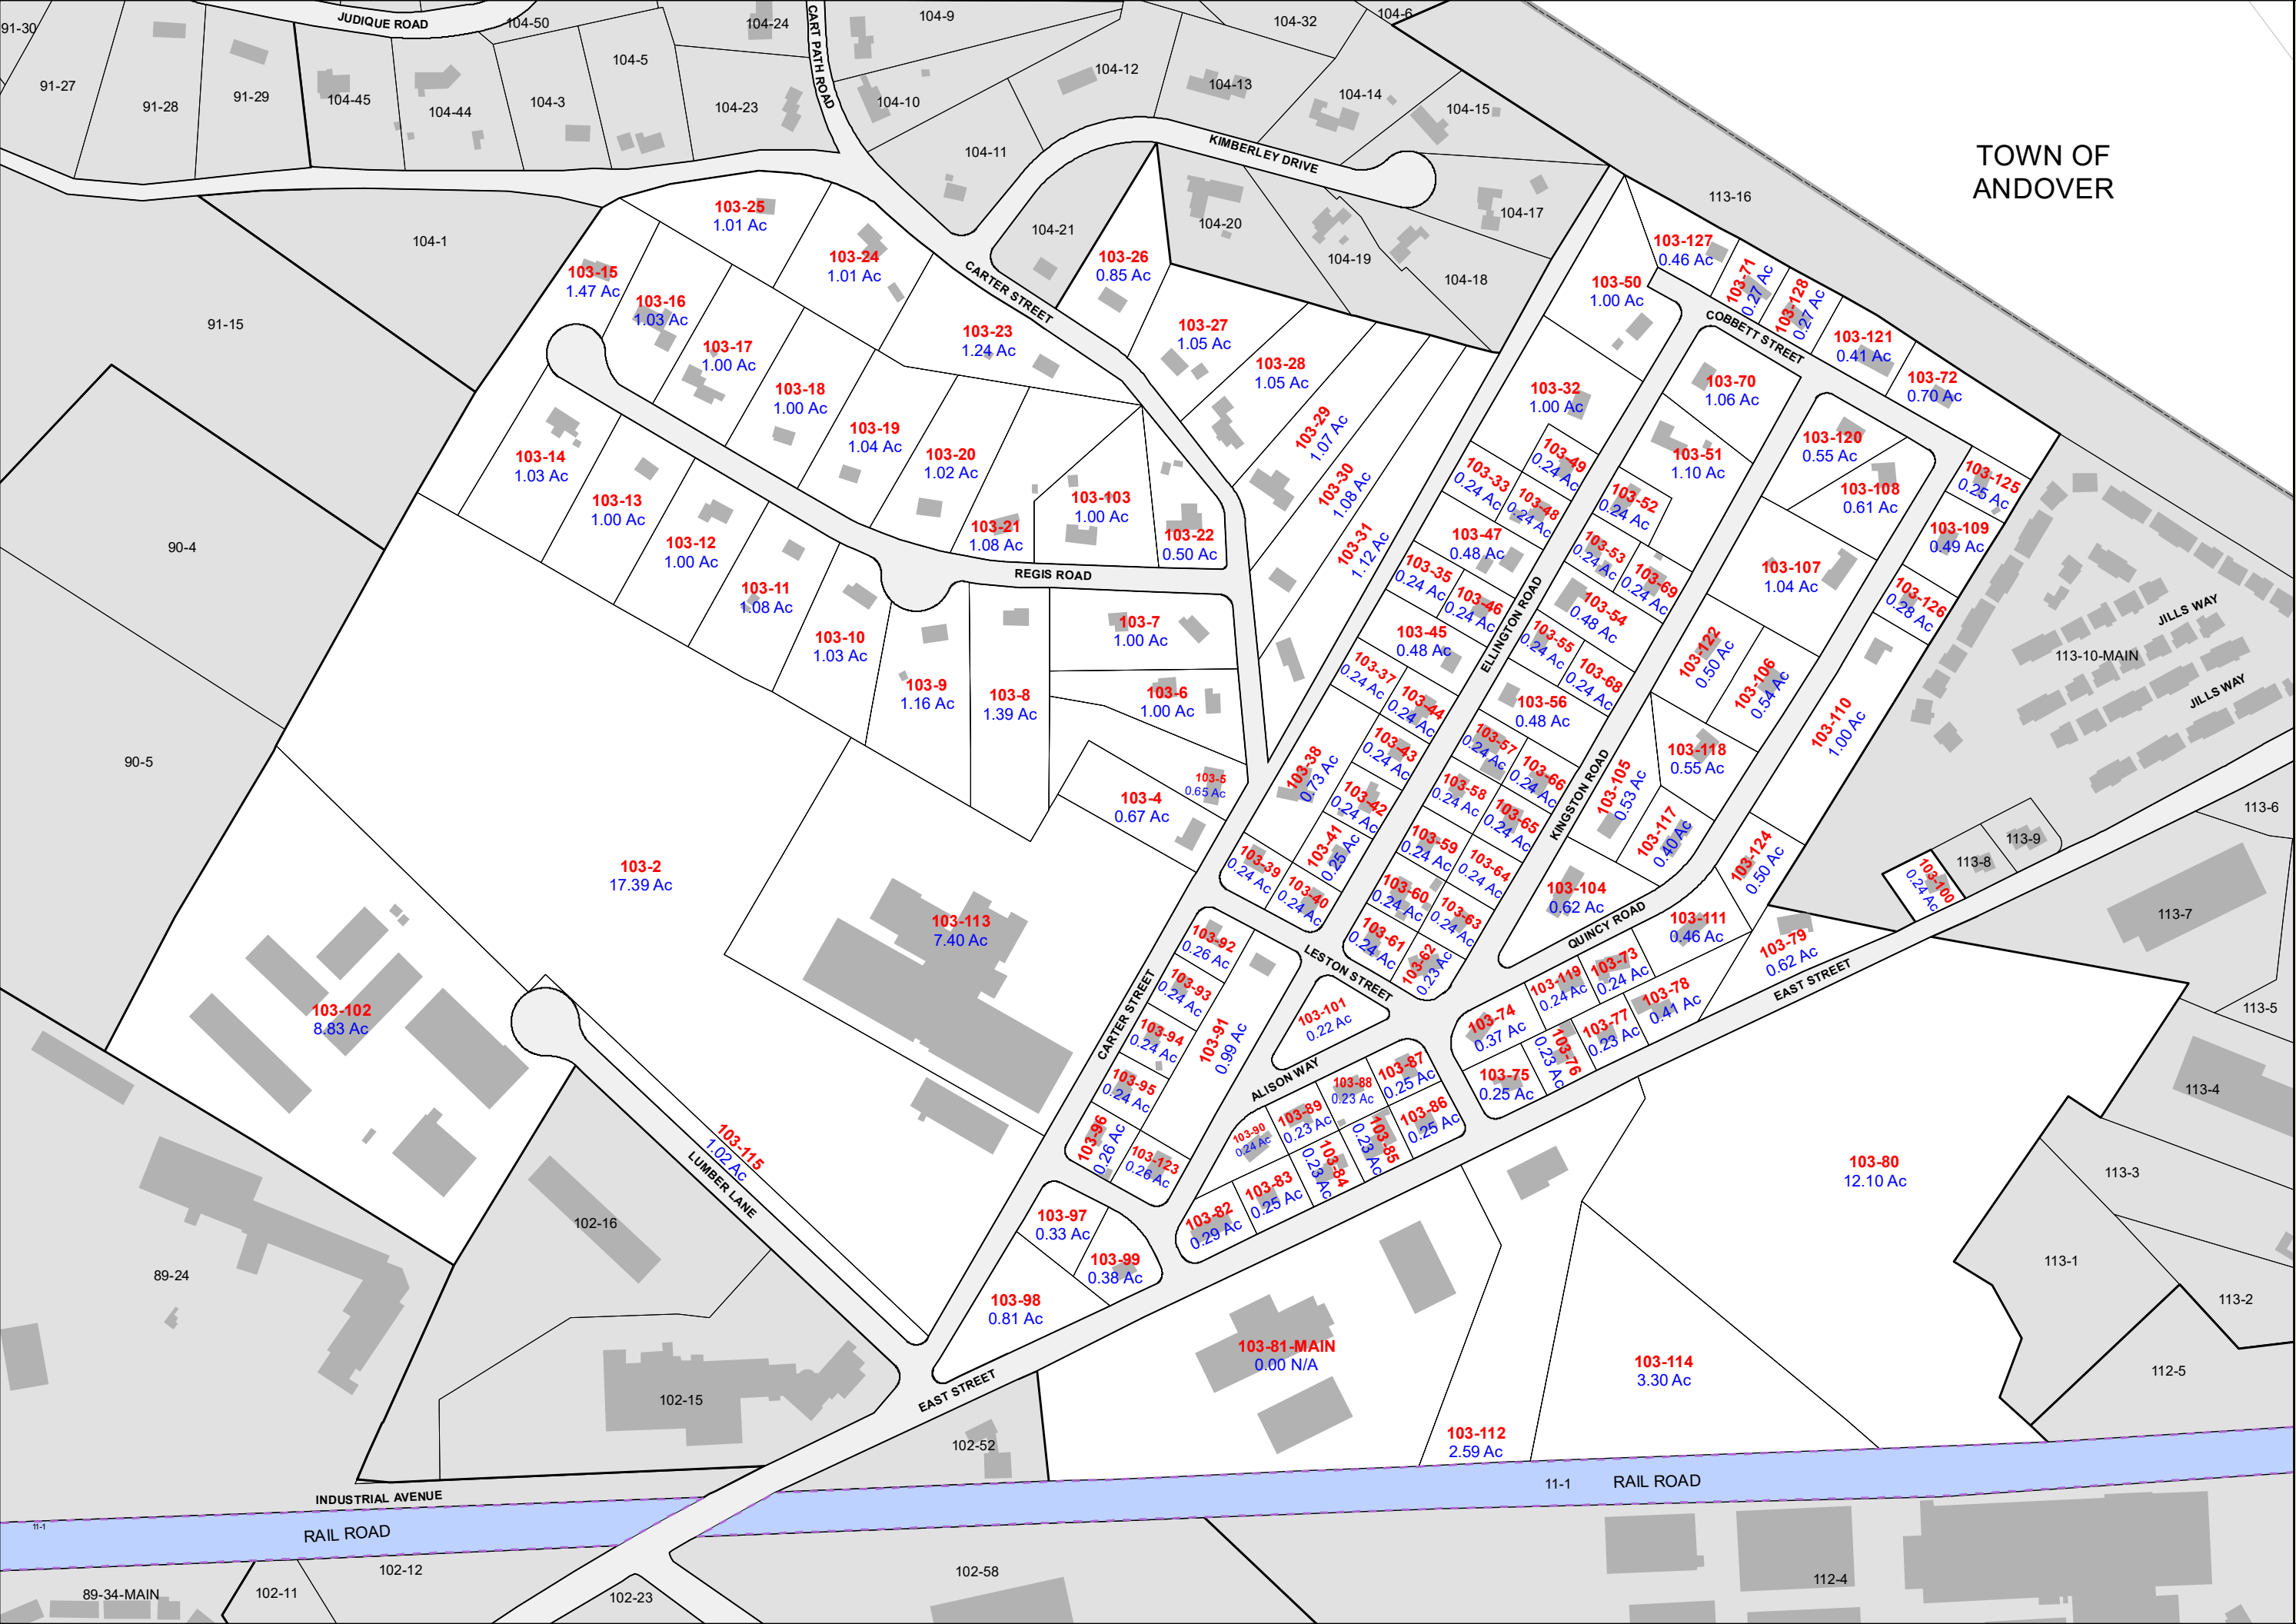 JUDIQUE ROAD
104-50
104-24
CART PATH ROAD
104-9
104-32
104-6
91-30
91-27
91-28
91-29
104-45
104-44
104-3
104-5
104-23
104-10
104-12
104-13
104-14
104-15
104-11
KIMBERLEY DRIVE
TOWN OF
ANDOVER
113-16
104-1
91-15
104-21
104-20
104-19
104-18
104-17
103-25
1.01 Ac
103-24
1.01 Ac
CARTER STREET
103-26
0.85 Ac
103-15
1.47 Ac
103-16
1.03 Ac
103-17
1.00 Ac
103-18
1.00 Ac
103-19
1.04 Ac
103-20
1.02 Ac
103-23
1.24 Ac
103-27
1.05 Ac
103-28
1.05 Ac
103-29
1.07 Ac
103-30
1.08 Ac
103-31
1.12 Ac
103-21
1.08 Ac
103-103
1.00 Ac
103-22
0.50 Ac
REGIS ROAD
103-14
1.03 Ac
103-13
1.00 Ac
103-12
1.00 Ac
103-11
1.08 Ac
103-10
1.03 Ac
103-9
1.16 Ac
103-8
1.39 Ac
103-7
1.00 Ac
103-6
1.00 Ac
103-5
0.65 Ac
103-4
0.67 Ac
90-4
90-5
103-50
1.00 Ac
103-127
0.46 Ac
103-71
0.27 Ac
103-128
0.27 Ac
103-121
0.41 Ac
103-72
0.70 Ac
COBBETT STREET
103-32
1.00 Ac
103-70
1.06 Ac
103-51
1.10 Ac
103-120
0.55 Ac
103-108
0.61 Ac
103-125
0.25 Ac
103-109
0.49 Ac
103-126
0.28 Ac
103-49
0.24 Ac
103-33
0.24 Ac
103-48
0.24 Ac
103-52
0.24 Ac
103-47
0.48 Ac
103-53
0.24 Ac
103-69
0.24 Ac
103-107
1.04 Ac
103-35
0.24 Ac
103-46
0.24 Ac
ELLINGTON ROAD
103-54
0.48 Ac
103-45
0.48 Ac
103-55
0.24 Ac
103-68
0.24 Ac
103-122
0.50 Ac
103-106
0.54 Ac
103-37
0.24 Ac
103-44
0.24 Ac
103-56
0.48 Ac
103-110
1.00 Ac
103-43
0.24 Ac
103-57
0.24 Ac
103-66
0.24 Ac
103-118
0.55 Ac
KINGSTON ROAD
103-105
0.53 Ac
103-38
0.73 Ac
103-42
0.24 Ac
103-58
0.24 Ac
103-65
0.24 Ac
103-117
0.40 Ac
103-41
0.25 Ac
103-59
0.24 Ac
103-64
0.24 Ac
103-124
0.50 Ac
103-39
0.24 Ac
103-40
0.24 Ac
103-60
0.24 Ac
103-63
0.24 Ac
103-104
0.62 Ac
103-61
0.24 Ac
103-62
0.23 Ac
QUINCY ROAD
103-111
0.46 Ac
JILLS WAY
113-10-MAIN
JILLS WAY
113-6
113-9
113-8
103-100
0.24 Ac
113-7
113-5
113-4
113-3
113-1
113-2
112-5
103-2
17.39 Ac
103-113
7.40 Ac
103-102
8.83 Ac
103-92
0.26 Ac
103-93
0.24 Ac
103-94
0.24 Ac
103-95
0.24 Ac
103-96
0.26 Ac
103-91
0.99 Ac
103-123
0.26 Ac
CARTER STREET
LESTON STREET
103-101
0.22 Ac
ALISON WAY
103-119
0.24 Ac
103-73
0.24 Ac
103-79
0.62 Ac
EAST STREET
103-74
0.37 Ac
103-75
0.25 Ac
103-76
0.23 Ac
103-77
0.23 Ac
103-78
0.41 Ac
103-90
0.24 Ac
103-89
0.23 Ac
103-88
0.23 Ac
103-87
0.25 Ac
103-86
0.25 Ac
103-85
0.23 Ac
103-84
0.23 Ac
103-83
0.25 Ac
103-82
0.29 Ac
103-97
0.33 Ac
103-99
0.38 Ac
103-98
0.81 Ac
103-115
1.02 Ac
LUMBER LANE
103-80
12.10 Ac
103-81-MAIN
0.00 N/A
103-114
3.30 Ac
103-112
2.59 Ac
89-24
102-16
102-15
EAST STREET
102-52
INDUSTRIAL AVENUE
11-1
RAIL ROAD
11-1
RAIL ROAD
89-34-MAIN
102-11
102-12
102-23
102-58
112-4